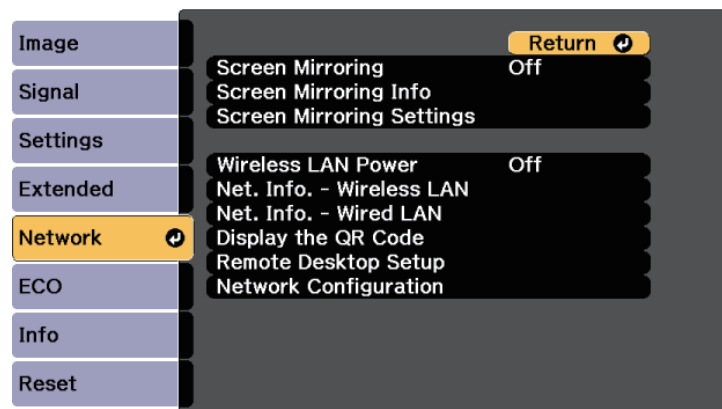 Image
Signal
Settings
Extended
Network
ECO
Info
Reset
Return
Screen Mirroring Off
Screen Mirroring Info
Screen Mirroring Settings
Wireless LAN Power Off
Net. Info. - Wireless LAN
Net. Info. - Wired LAN
Display the QR Code
Remote Desktop Setup
Network Configuration